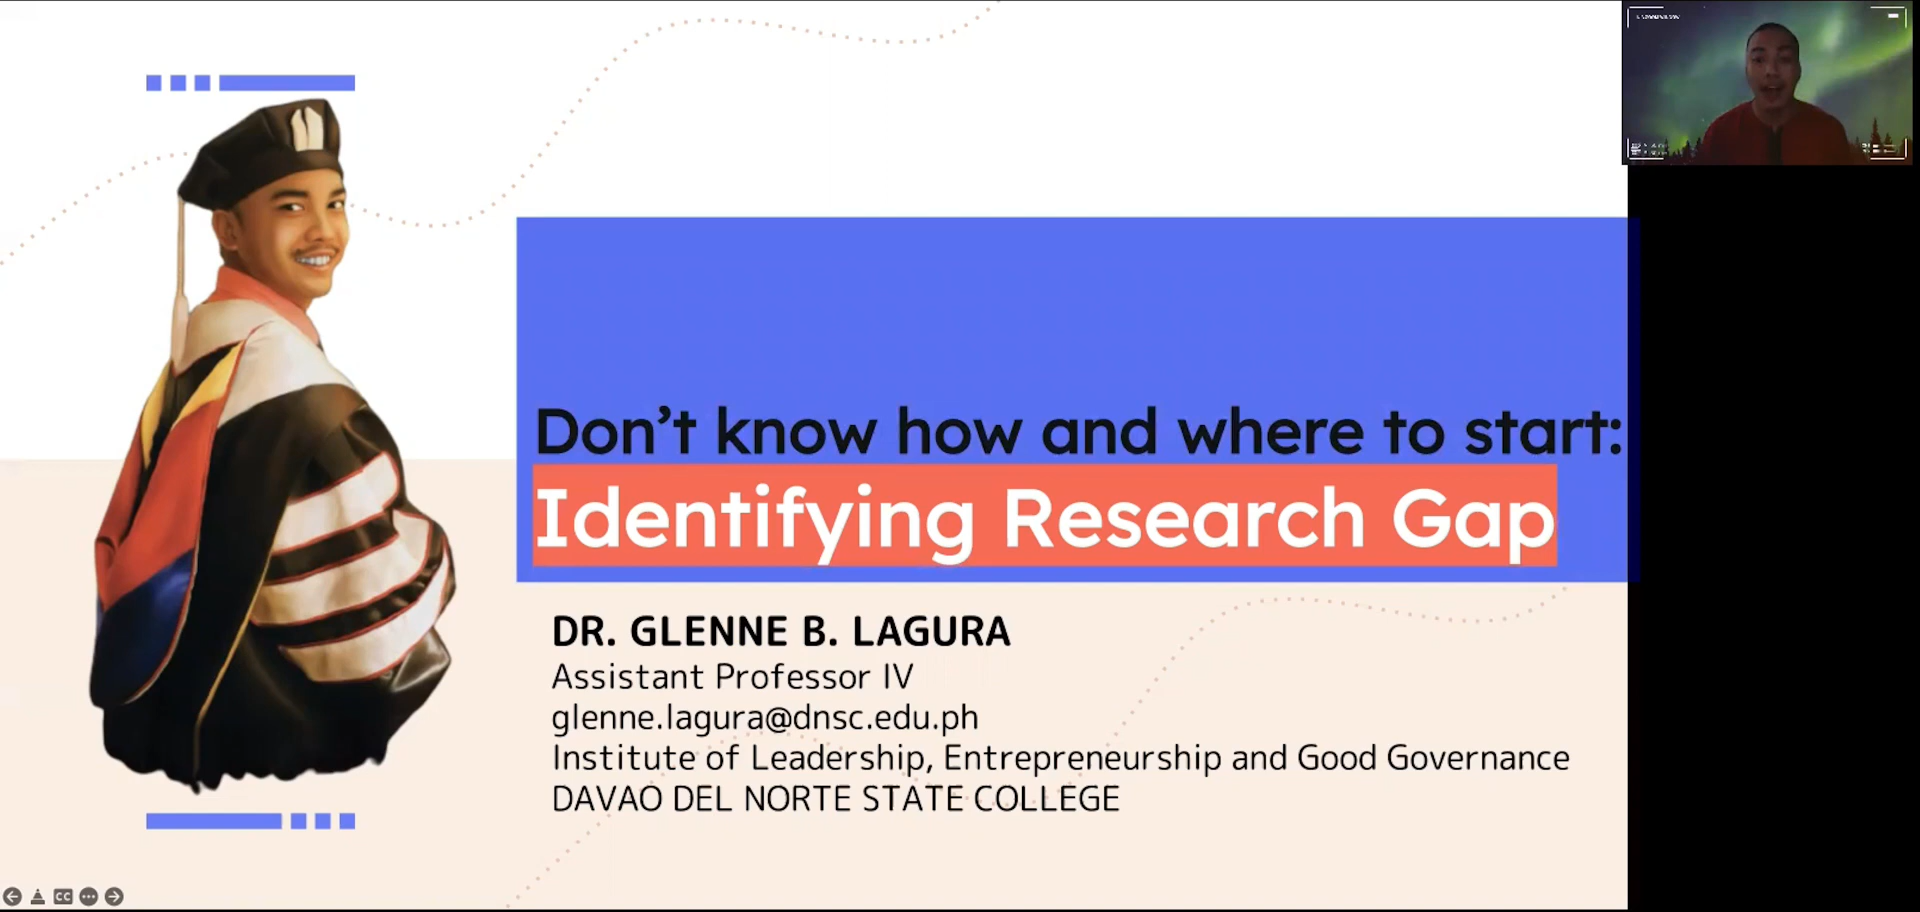 Don't know how and where to start:
Identifying Research Gap
DR. GLENNE B. LAGURA
Assistant Professor IV
glenne.lagura@dnsc.edu.ph
Institute of Leadership, Entrepreneurship and Good Governance
DAVAO DEL NORTE STATE COLLEGE
CC